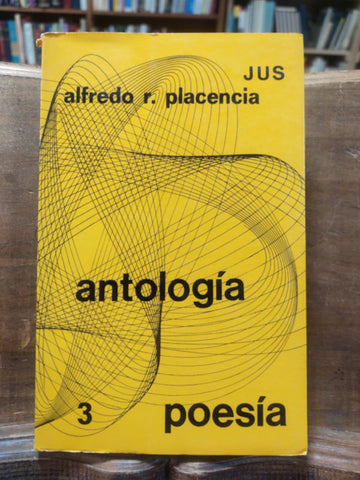 JUS
alfredo r. placencia
antología
3 poesía